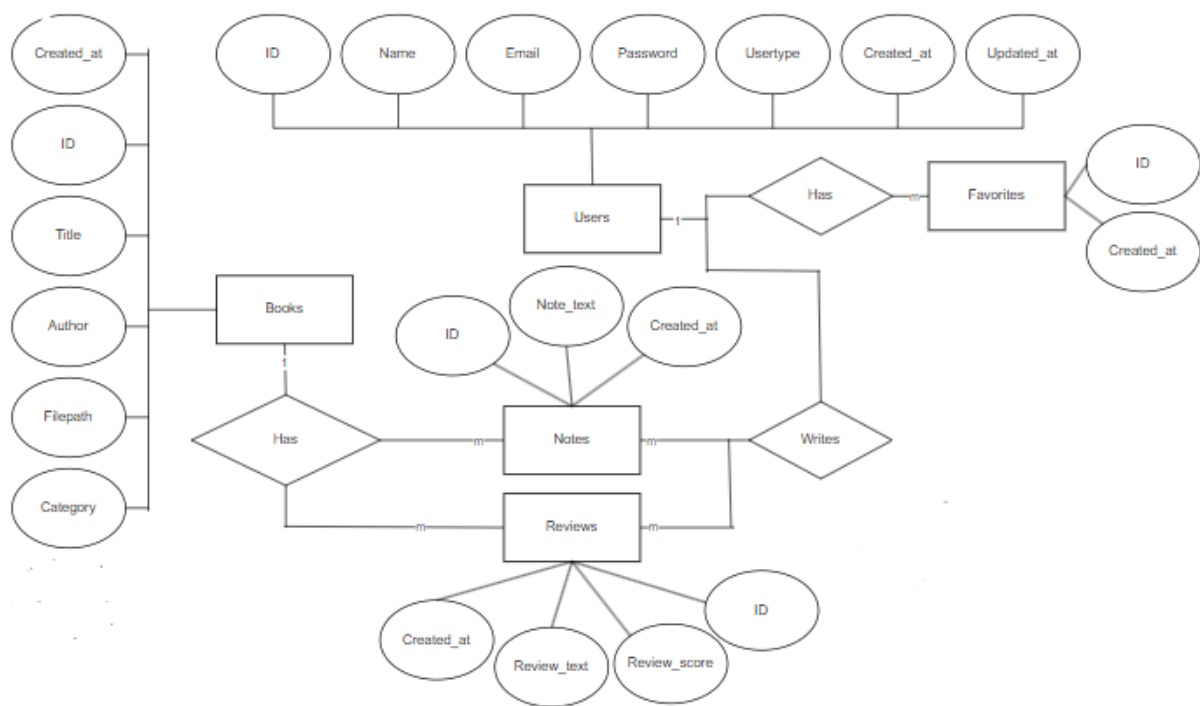 Created_at
ID
Name
Email
Password
Usertype
Created_at
Updated_at
ID
ID
Has
Favorites
Users
1
m
Title
Created_at
Books
Note_text
Author
ID
Created_at
1
Filepath
Has
m
Notes
m
Writes
Category
m
Reviews
m
ID
Created_at
Review_text
Review_score